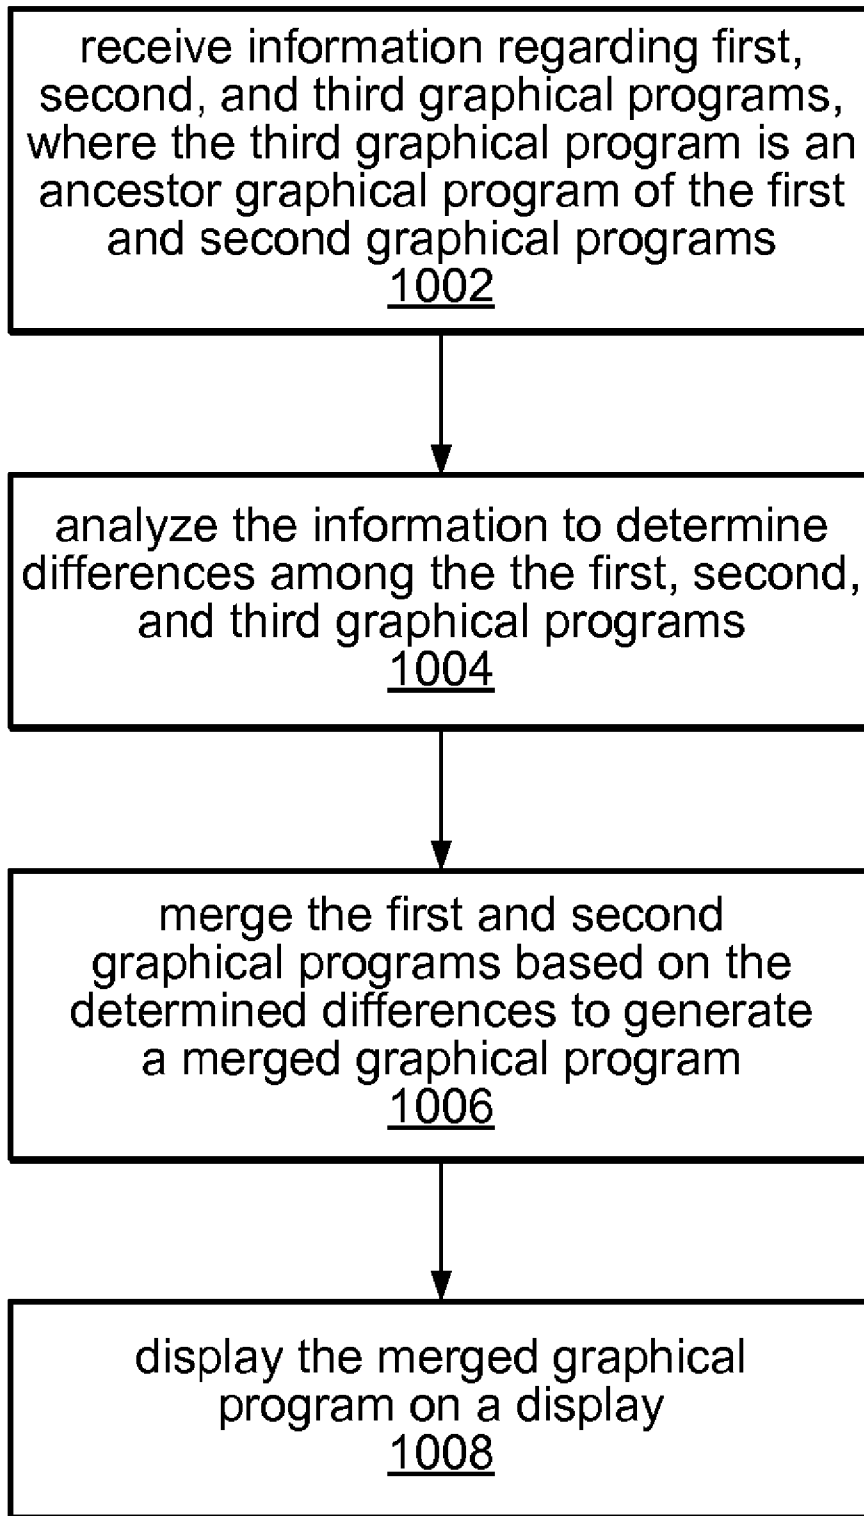 receive information regarding first,
second, and third graphical programs,
where the third graphical program is an
ancestor graphical program of the first
and second graphical programs
1002
analyze the information to determine
differences among the the first, second,
and third graphical programs
1004
merge the first and second
graphical programs based on the
determined differences to generate
a merged graphical program
1006
display the merged graphical
program on a display
1008